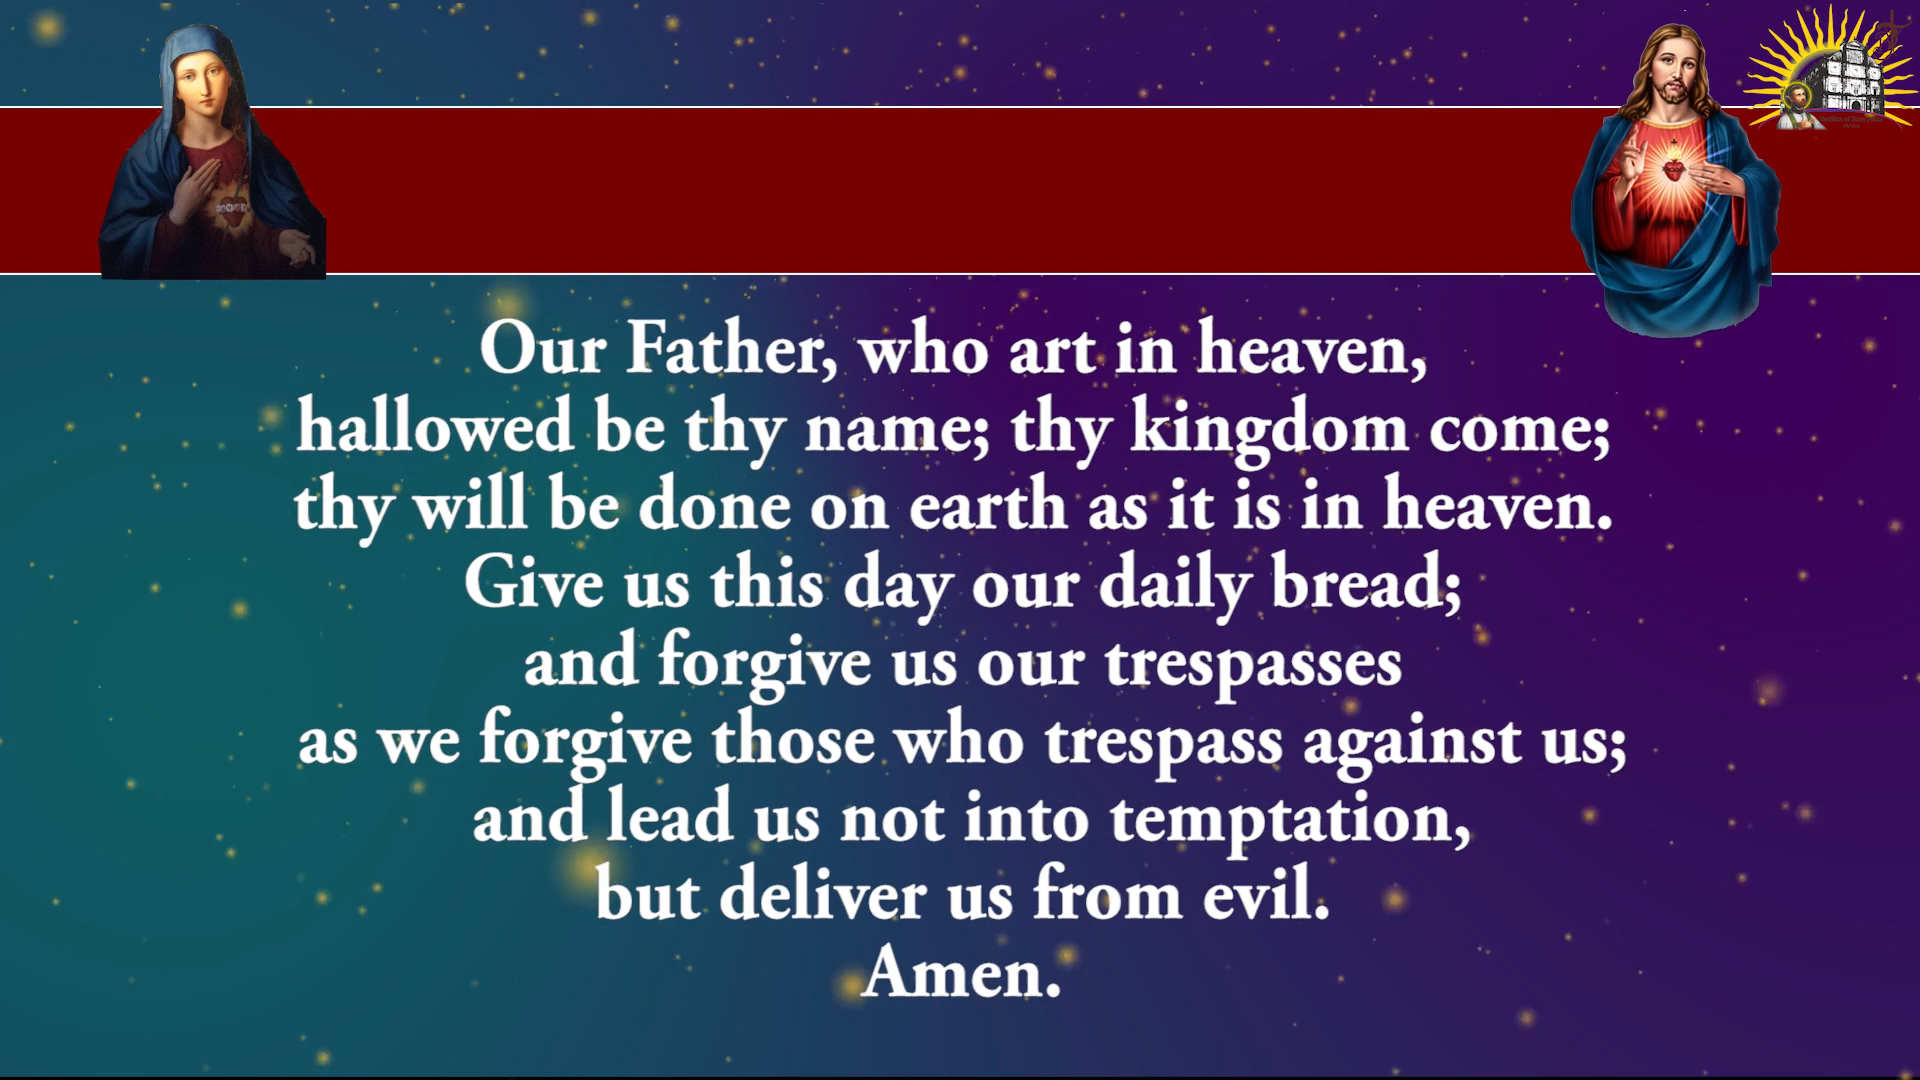 Our Father, who art in heaven,
hallowed be thy name; thy kingdom come;
thy will be done on earth as it is in heaven.
Give us this day our daily bread;
and forgive us our trespasses
as we forgive those who trespass against us;
and lead us not into temptation,
but deliver us from evil.
Amen.